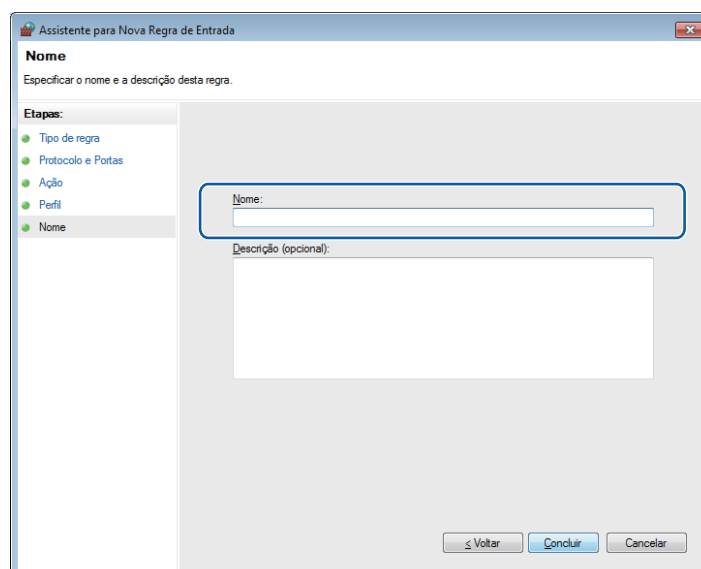 Assistente para Nova Regra de Entrada
Nome
Especificar o nome e a descrição desta regra.
Etapas:
Tipo de regra
Protocolo e Portas
Ação
Perfil
Nome
Nome:
Descrição (opcional):
< Voltar
Concluir
Cancelar